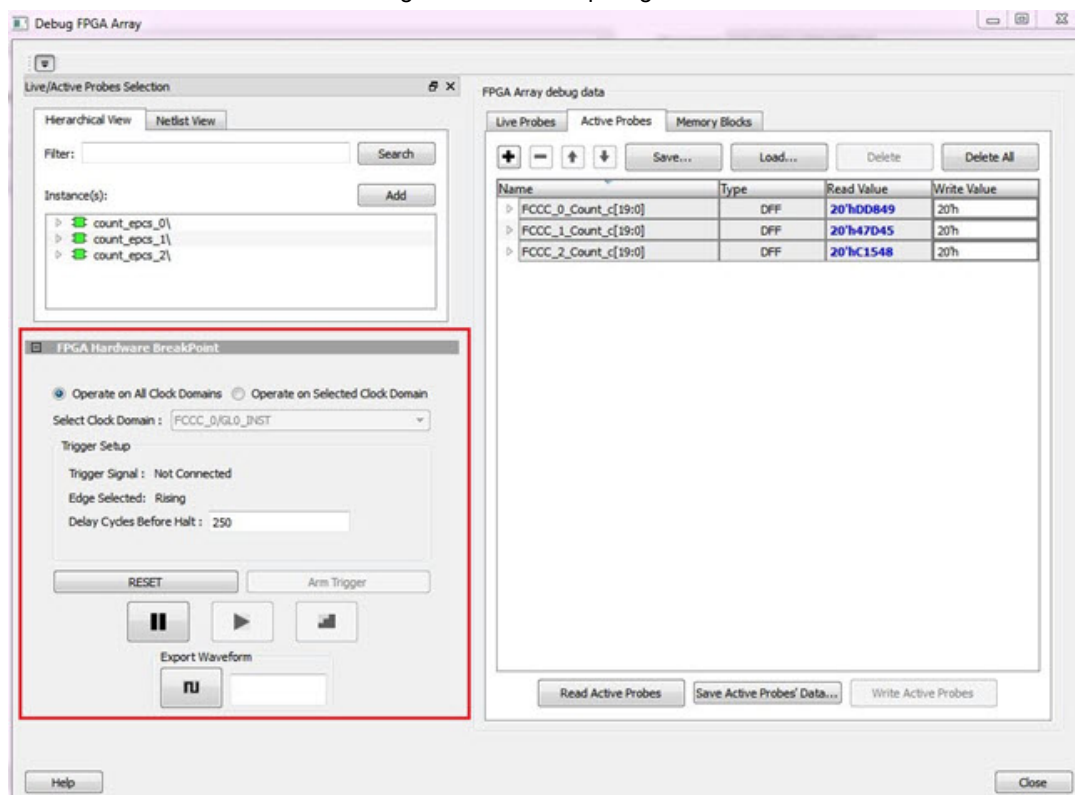 Debug FPGA Array
Live/Active Probes Selection
Hierarchical View Netlist View
Filter: Search
Instance(s): Add
count_epcs_0\
count_epcs_1\
count_epcs_2\
FPGA Hardware BreakPoint
Operate on All Clock Domains Operate on Selected Clock Domain
Select Clock Domain : FCCC_0/GL0_INST
Trigger Setup
Trigger Signal : Not Connected
Edge Selected: Rising
Delay Cycles Before Halt : 250
RESET Arm Trigger
Export Waveform
FPGA Array debug data
Live Probes Active Probes Memory Blocks
Save... Load... Delete Delete All
Name Type Read Value Write Value
FCCC_0_Count_c[19:0] DFF 20'hDD849 20'h
FCCC_1_Count_c[19:0] DFF 20'h47D45 20'h
FCCC_2_Count_c[19:0] DFF 20'hC1548 20'h
Read Active Probes Save Active Probes' Data... Write Active Probes
Help Close